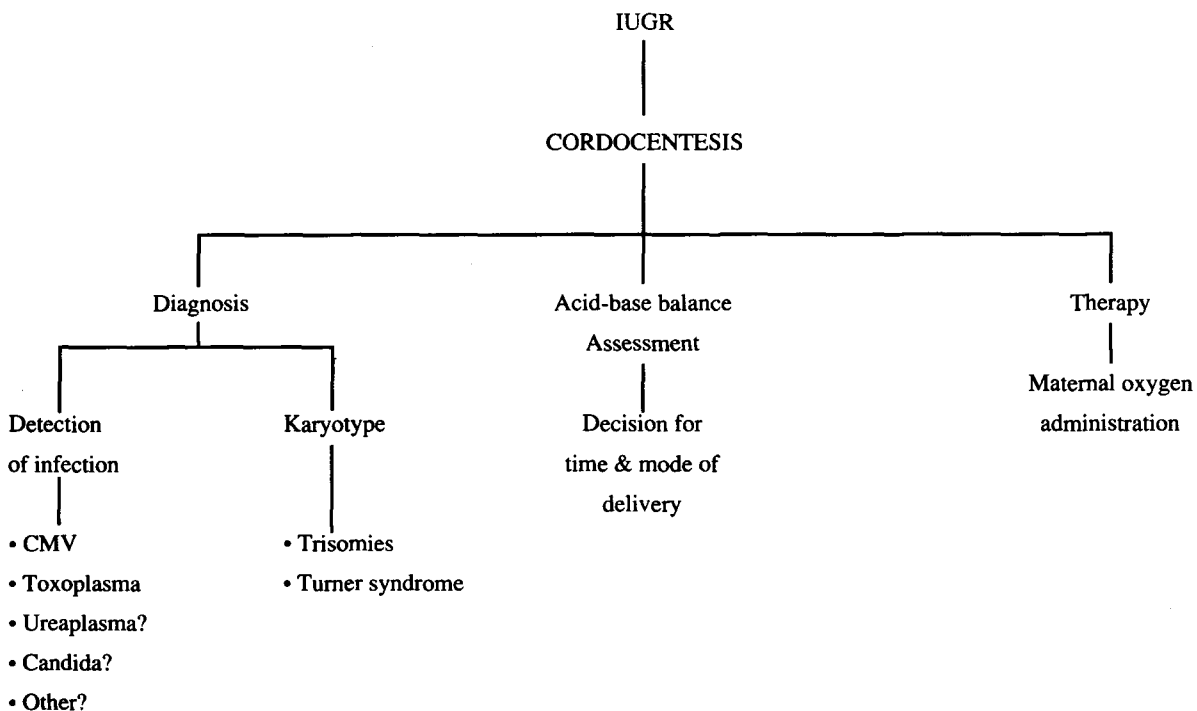 IUGR
CORDOCENTESIS
Diagnosis
Detection
of infection
• CMV
• Toxoplasma
• Ureaplasma?
• Candida?
• Other?
Karyotype
• Trisomies
• Turner syndrome
Acid-base balance
Assessment
Decision for
time & mode of
delivery
Therapy
Maternal oxygen
administration